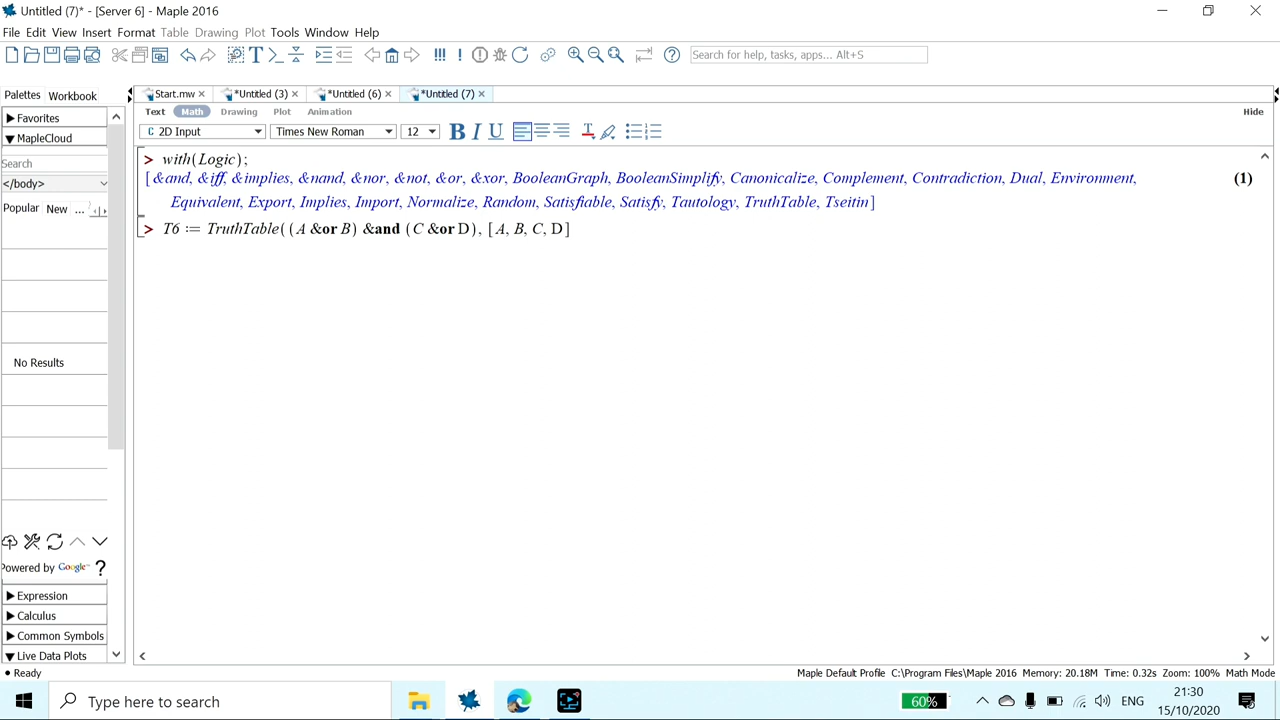 Untitled (7)* - [Server 6] - Maple 2016
File Edit View Insert Format Table Drawing Plot Tools Window Help
Search for help, tasks, apps... Alt+S
Palettes Workbook
Start.mw *Untitled (3) *Untitled (6) *Untitled (7)
Favorites
Text Math Drawing Plot Animation Hide
MapleCloud
C 2D Input Times New Roman 12 B I U
Search
> with(Logic);
</body>
[&and, &iff, &implies, &nand, &nor, &not, &or, &xor, BooleanGraph, BooleanSimplify, Canonicalize, Complement, Contradiction, Dual, Environment, (1)
Equivalent, Export, Implies, Import, Normalize, Random, Satisfiable, Satisfy, Tautology, TruthTable, Tseitin]
Popular New ...
> T6 := TruthTable((A &or B) &and (C &or D), [A, B, C, D]
No Results
Powered by Google™ ?
Expression
Calculus
Common Symbols
Live Data Plots
Ready
Maple Default Profile C:\Program Files\Maple 2016 Memory: 20.18M Time: 0.32s Zoom: 100% Math Mode
Type here to search
60%
ENG
21:30
15/10/2020